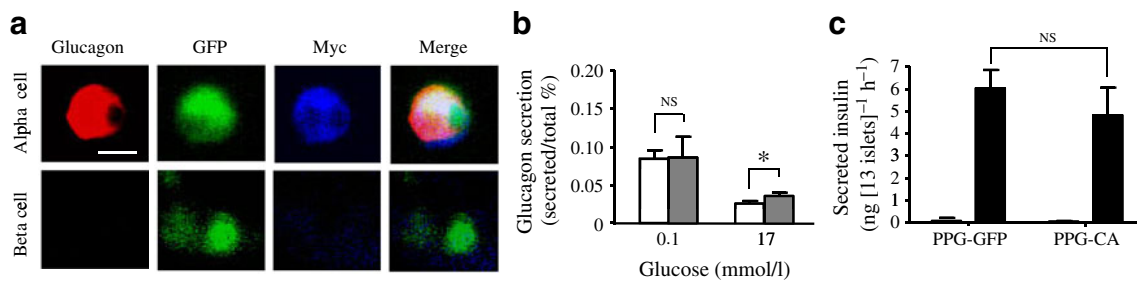 a
Glucagon GFP Myc Merge
Alpha cell
Beta cell
b
Glucagon secretion
(secreted/total %)
0.20
0.15
0.10
0.05
0
NS
*
0.1 17
Glucose (mmol/l)
c
Secreted insulin
(ng [13 islets]⁻¹ h⁻¹)
7
6
5
4
3
2
1
0
NS
PPG-GFP PPG-CA